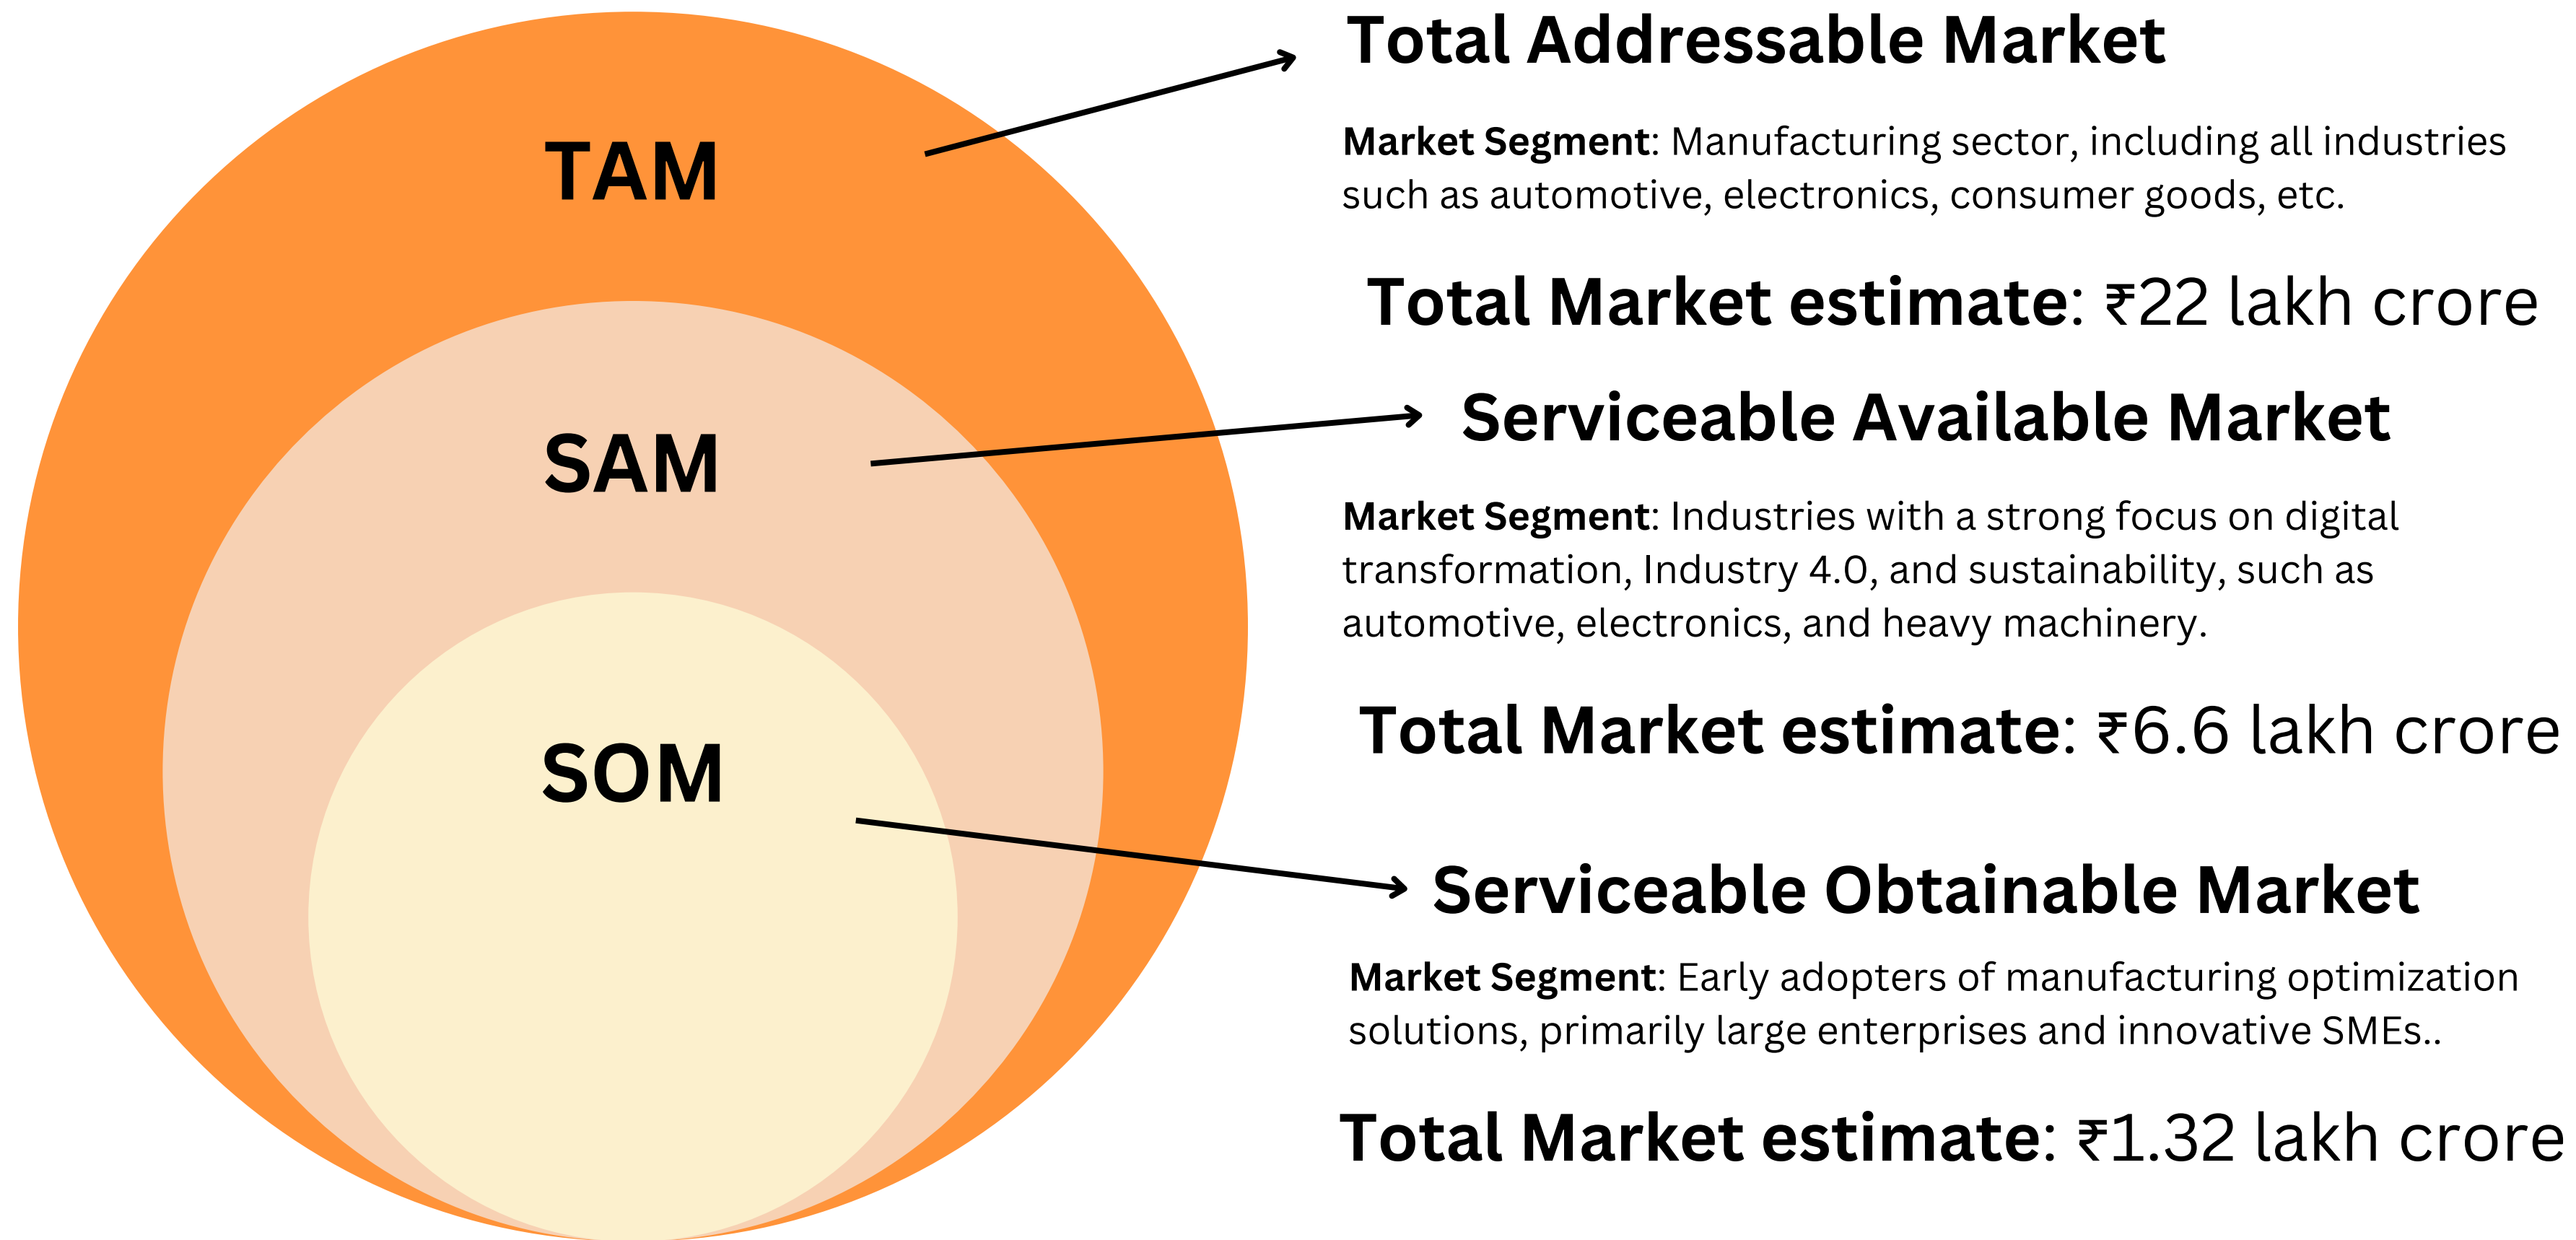 TAM
SAM
SOM
Total Addressable Market
Market Segment: Manufacturing sector, including all industries
such as automotive, electronics, consumer goods, etc.
Total Market estimate: ₹22 lakh crore
Serviceable Available Market
Market Segment: Industries with a strong focus on digital
transformation, Industry 4.0, and sustainability, such as
automotive, electronics, and heavy machinery.
Total Market estimate: ₹6.6 lakh crore
Serviceable Obtainable Market
Market Segment: Early adopters of manufacturing optimization
solutions, primarily large enterprises and innovative SMEs..
Total Market estimate: ₹1.32 lakh crore